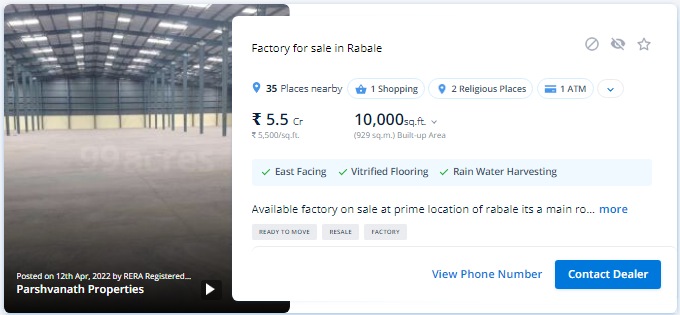 Factory for sale in Rabale
35 Places nearby
1 Shopping
2 Religious Places
1 ATM
₹ 5.5 Cr
₹ 5,500/sq.ft.
10,000sq.ft.
(929 sq.m.) Built-up Area
East Facing
Vitrified Flooring
Rain Water Harvesting
Available factory on sale at prime location of rabale its a main ro... more
READY TO MOVE
RESALE
FACTORY
99acres
Posted on 12th Apr, 2022 by RERA Registered...
Parshvanath Properties
View Phone Number
Contact Dealer